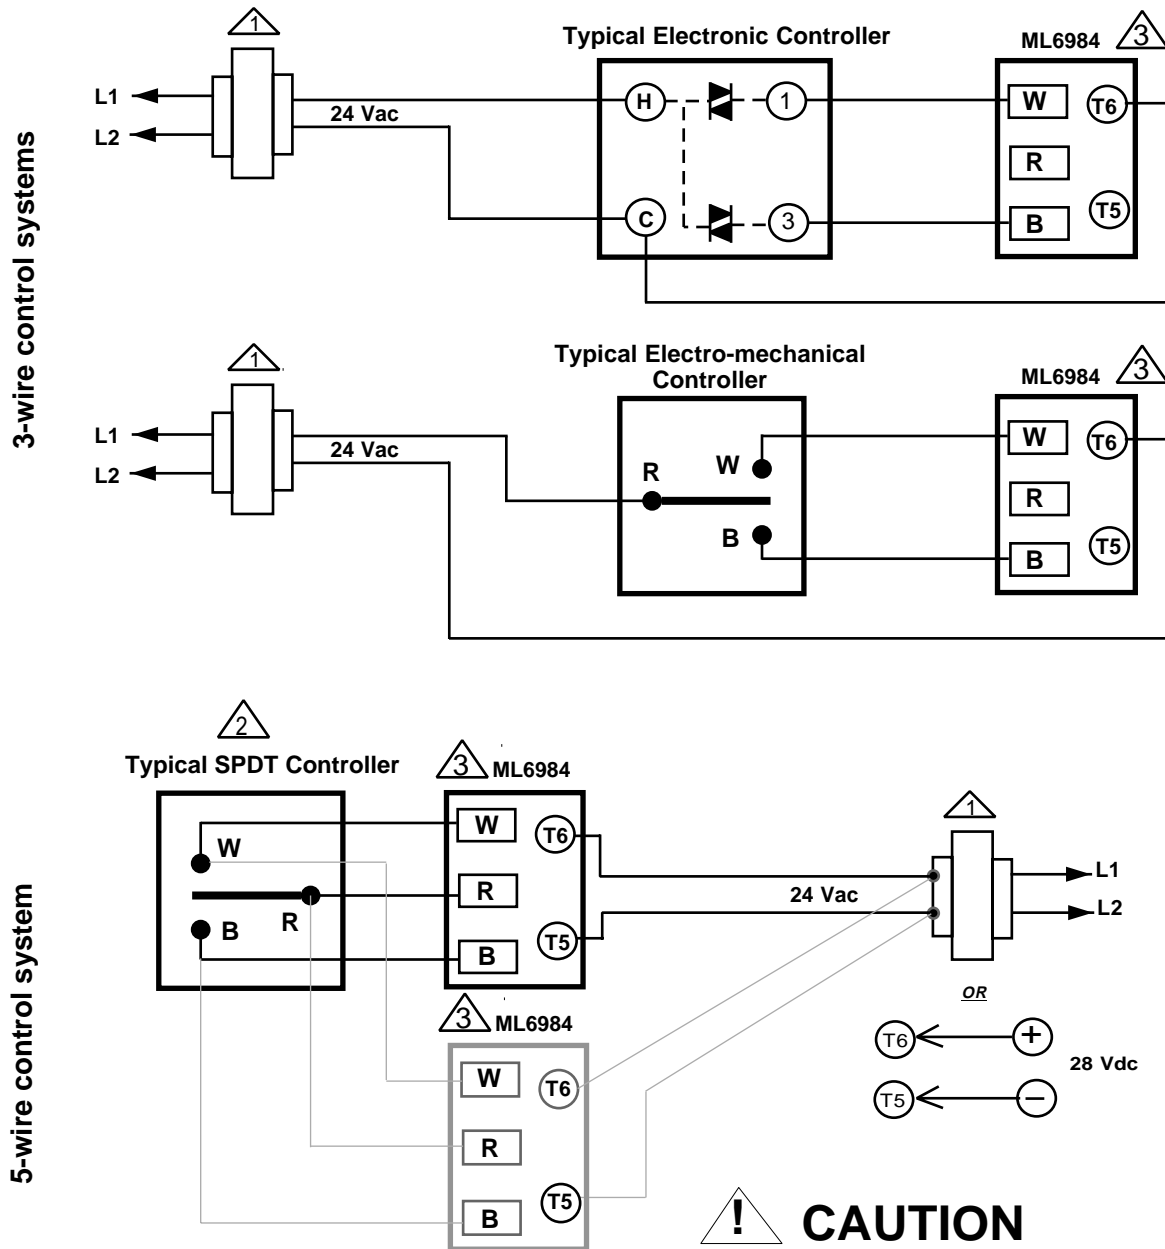 3-wire control systems
1
Typical Electronic Controller
ML6984 3
L1
L2
24 Vac
H
1
C
3
W
R
B
T6
T5
1
Typical Electro-mechanical
Controller
ML6984 3
L1
L2
24 Vac
R
W
B
W
R
B
T6
T5
5-wire control system
2
Typical SPDT Controller
3 ML6984
W
B
R
W
R
B
T6
T5
24 Vac
1
L1
L2
3 ML6984
W
R
B
T6
T5
OR
T6
+
28 Vdc
T5
−
! CAUTION